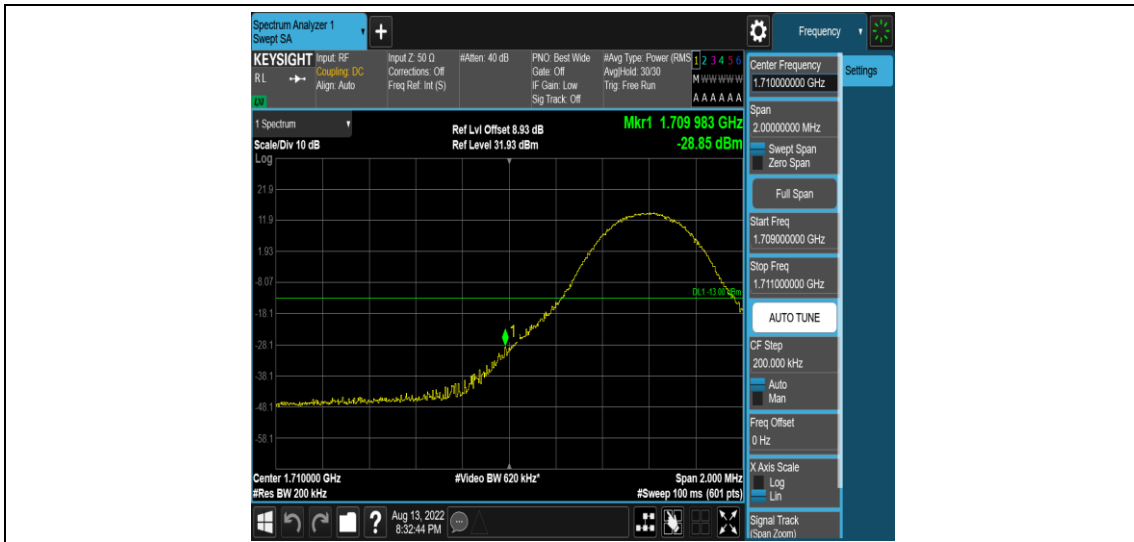 Spectrum Analyzer 1
Swept SA
+
Frequency
KEYSIGHT
RL
LXI
Input: RF
Coupling: DC
Align: Auto
Input Z: 50 Ω
Corrections: Off
Freq Ref: Int (S)
#Atten: 40 dB
PNO: Best Wide
Gate: Off
IF Gain: Low
Sig Track: Off
#Avg Type: Power (RMS
Avg|Hold: 30/30
Trig: Free Run
1 2 3 4 5 6
M W W W W W
A A A A A A
1 Spectrum
Scale/Div 10 dB
Log
Ref Lvl Offset 8.93 dB
Ref Level 31.93 dBm
Mkr1 1.709 983 GHz
-28.85 dBm
21.9
11.9
1.93
-8.07
-18.1
-28.1
-38.1
-48.1
-58.1
DL1 -13.00 dBm
1
Center 1.710000 GHz
#Res BW 200 kHz
#Video BW 620 kHz*
Span 2.000 MHz
#Sweep 100 ms (601 pts)
Center Frequency
1.710000000 GHz
Settings
Span
2.00000000 MHz
Swept Span
Zero Span
Full Span
Start Freq
1.709000000 GHz
Stop Freq
1.711000000 GHz
AUTO TUNE
CF Step
200.000 kHz
Auto
Man
Freq Offset
0 Hz
X Axis Scale
Log
Lin
Signal Track
(Span Zoom)
?
Aug 13, 2022
8:32:44 PM